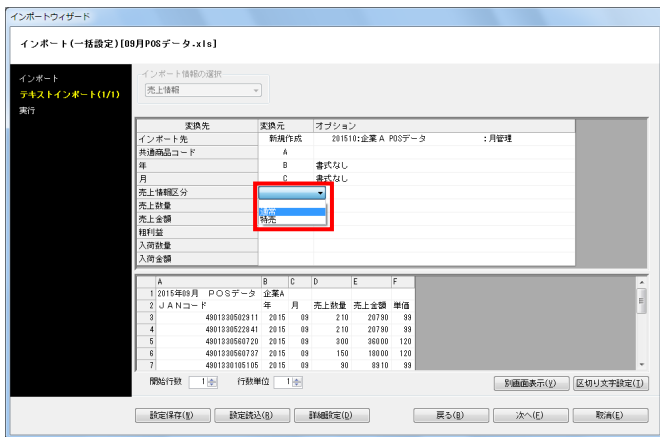 インポートウィザード
インポート(一括設定)[09月POSデータ.xls]
インポート
テキストインポート(1/1)
実行
インポート情報の選択
売上情報
変換先 変換元 オプション
インポート先 新規作成 201510:企業A POSデータ :月管理
共通商品コード A
年 B 書式なし
月 C 書式なし
売上情報区分
売上数量 通常
売上金額 特売
粗利益
入荷数量
入荷金額
A B C D E F
1 2015年09月 POSデータ 企業A
2 JANコード 年 月 売上数量 売上金額 単価
3 4901330502911 2015 09 210 20790 99
4 4901330522841 2015 09 210 20790 99
5 4901330560720 2015 09 300 36000 120
6 4901330560737 2015 09 150 18000 120
7 4901330105105 2015 09 90 8910 99
開始行数 1 行数単位 1 別画面表示(V) 区切り文字設定(I)
設定保存(W) 設定読込(R) 詳細設定(D) 戻る(B) 次へ(F) 取消(E)